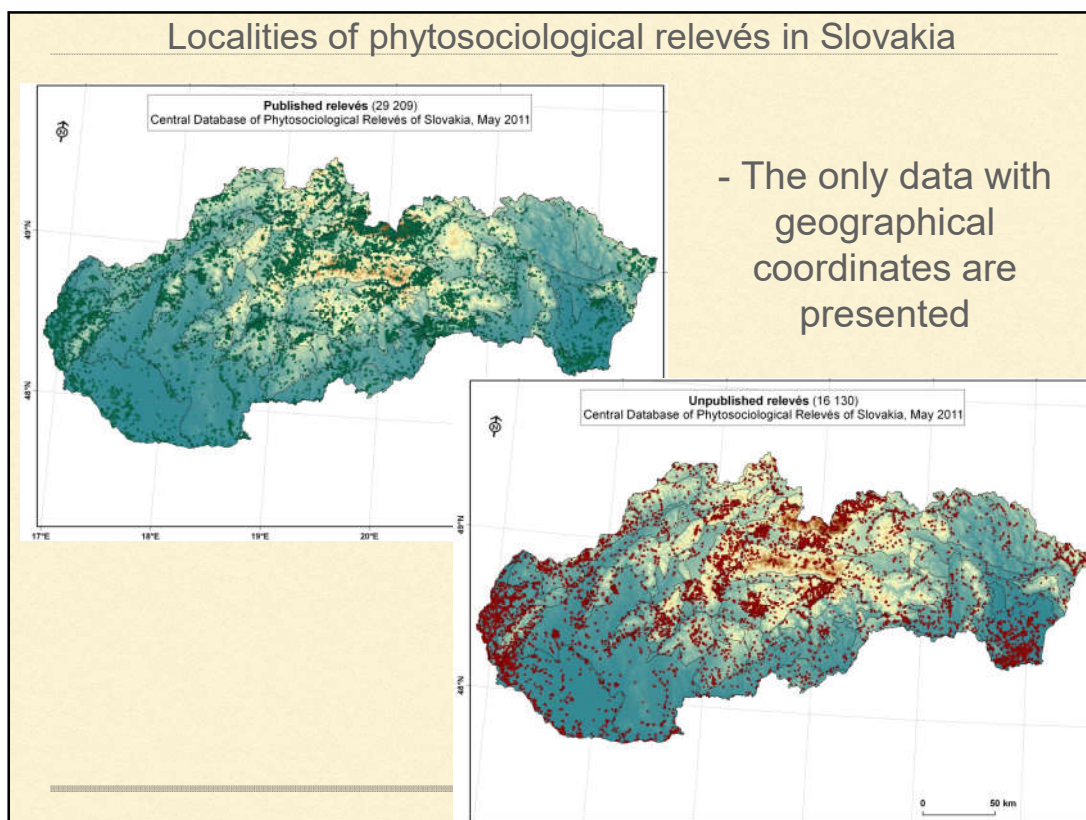 Localities of phytosociological relevés in Slovakia
Published relevés (29 209)
Central Database of Phytosociological Relevés of Slovakia, May 2011
N
49°N
48°N
17°E
18°E
19°E
20°E
- The only data with
geographical
coordinates are
presented
Unpublished relevés (16 130)
Central Database of Phytosociological Relevés of Slovakia, May 2011
N
49°N
48°N
0 50 km